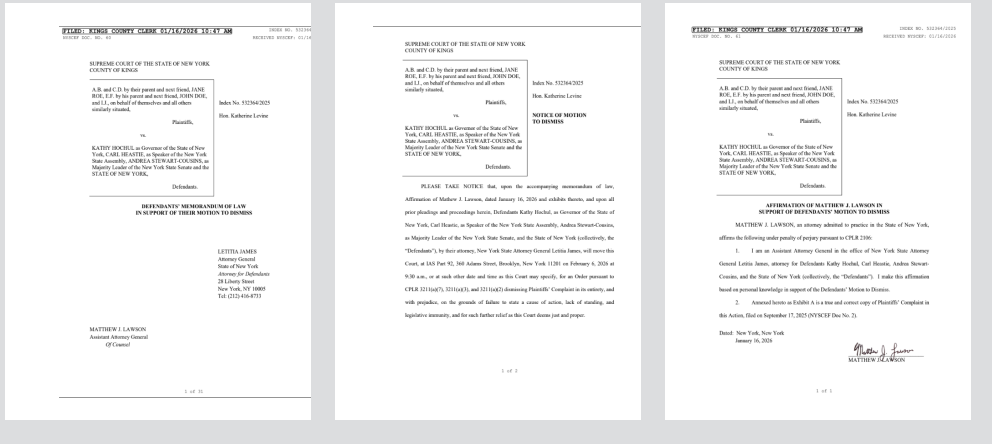 FILED: KINGS COUNTY CLERK 01/16/2026 10:47 AM
INDEX NO. 532364/2
NYSCEF DOC. NO. 60
RECEIVED NYSCEF: 01/16
SUPREME COURT OF THE STATE OF NEW YORK
COUNTY OF KINGS
A.B. and C.D. by their parent and next friend, JANE
ROE, E.F. by his parent and next friend, JOHN DOE,
and I.J., on behalf of themselves and all others
similarly situated,
Plaintiffs,
vs.
KATHY HOCHUL as Governor of the State of New
York, CARL HEASTIE, as Speaker of the New York
State Assembly, ANDREA STEWART-COUSINS, as
Majority Leader of the New York State Senate and the
STATE OF NEW YORK,
Defendants.
Index No. 532364/2025
Hon. Katherine Levine
DEFENDANTS' MEMORANDUM OF LAW
IN SUPPORT OF THEIR MOTION TO DISMISS
LETITIA JAMES
Attorney General
State of New York
Attorney for Defendants
28 Liberty Street
New York, NY 10005
Tel: (212) 416-8733
MATTHEW J. LAWSON
Assistant Attorney General
Of Counsel
1 of 31
SUPREME COURT OF THE STATE OF NEW YORK
COUNTY OF KINGS
A.B. and C.D. by their parent and next friend, JANE
ROE, E.F. by his parent and next friend, JOHN DOE,
and I.J., on behalf of themselves and all others
similarly situated,
Plaintiffs,
vs.
KATHY HOCHUL as Governor of the State of New
York, CARL HEASTIE, as Speaker of the New York
State Assembly, ANDREA STEWART-COUSINS, as
Majority Leader of the New York State Senate and the
STATE OF NEW YORK,
Defendants.
Index No. 532364/2025
Hon. Katherine Levine
NOTICE OF MOTION
TO DISMISS
PLEASE TAKE NOTICE that, upon the accompanying memorandum of law,
Affirmation of Mathew J. Lawson, dated January 16, 2026 and exhibits thereto, and upon all
prior pleadings and proceedings herein, Defendants Kathy Hochul, as Governor of the State of
New York, Carl Heastie, as Speaker of the New York State Assembly, Andrea Stewart-Cousins,
as Majority Leader of the New York State Senate, and the State of New York (collectively, the
"Defendants"), by their attorney, New York State Attorney General Letitia James, will move this
Court, at IAS Part 92, 360 Adams Street, Brooklyn, New York 11201 on February 6, 2026 at
9:30 a.m., or at such other date and time as this Court may specify, for an Order pursuant to
CPLR 3211(a)(7), 3211(a)(3), and 3211(a)(2) dismissing Plaintiffs' Complaint in its entirety, and
with prejudice, on the grounds of failure to state a cause of action, lack of standing, and
legislative immunity, and for such further relief as this Court deems just and proper.
1 of 2
FILED: KINGS COUNTY CLERK 01/16/2026 10:47 AM
INDEX NO. 532364/2025
NYSCEF DOC. NO. 61
RECEIVED NYSCEF: 01/16/2026
SUPREME COURT OF THE STATE OF NEW YORK
COUNTY OF KINGS
A.B. and C.D. by their parent and next friend, JANE
ROE, E.F. by his parent and next friend, JOHN DOE,
and I.J., on behalf of themselves and all others
similarly situated,
Plaintiffs,
vs.
KATHY HOCHUL as Governor of the State of New
York, CARL HEASTIE, as Speaker of the New York
State Assembly, ANDREA STEWART-COUSINS, as
Majority Leader of the New York State Senate and the
STATE OF NEW YORK,
Defendants.
Index No. 532364/2025
Hon. Katherine Levine
AFFIRMATION OF MATTHEW J. LAWSON IN
SUPPORT OF DEFENDANTS' MOTION TO DISMISS
MATTHEW J. LAWSON, an attorney admitted to practice in the State of New York,
affirms the following under penalty of perjury pursuant to CPLR 2106:
1. I am an Assistant Attorney General in the office of New York State Attorney
General Letitia James, attorney for Defendants Kathy Hochul, Carl Heastie, Andrea Stewart-
Cousins, and the State of New York (collectively, the "Defendants"). I make this affirmation
based on personal knowledge in support of the Defendants' Motion to Dismiss.
2. Annexed hereto as Exhibit A is a true and correct copy of Plaintiffs' Complaint in
this Action, filed on September 17, 2025 (NYSCEF Doc No. 2).
Dated: New York, New York
January 16, 2026
Matthew J. Lawson
MATTHEW J. LAWSON
1 of 1